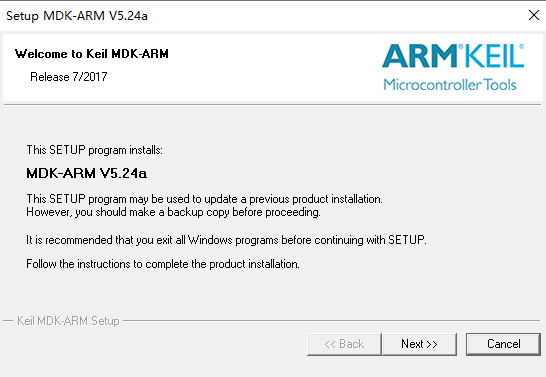 Setup MDK-ARM V5.24a
Welcome to Keil MDK-ARM
Release 7/2017
ARM®KEIL®
Microcontroller Tools
This SETUP program installs:
MDK-ARM V5.24a
This SETUP program may be used to update a previous product installation.
However, you should make a backup copy before proceeding.
It is recommended that you exit all Windows programs before continuing with SETUP.
Follow the instructions to complete the product installation.
Keil MDK-ARM Setup
<< Back
Next >>
Cancel